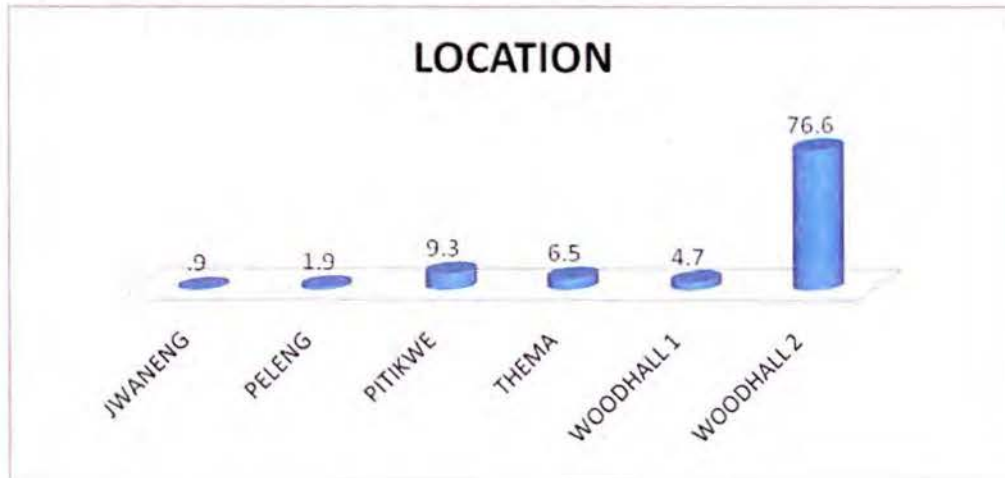 LOCATION
76.6
.9
1.9
9.3
6.5
4.7
JWANENG
PELENG
PITIKWE
THEMA
WOODHALL 1
WOODHALL 2